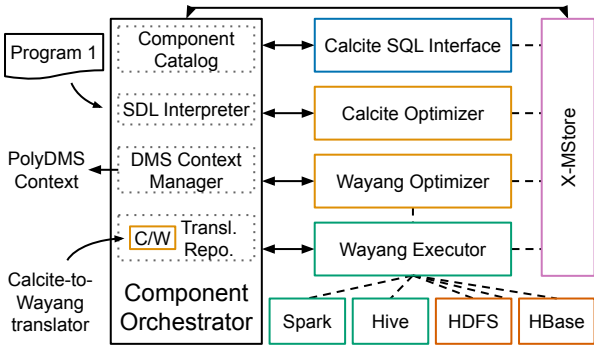 Program 1
Component
Catalog
Calcite SQL Interface
SDL Interpreter
Calcite Optimizer
PolyDMS
Context
DMS Context
Manager
Wayang Optimizer
X-MStore
C/W
Transl.
Repo.
Wayang Executor
Calcite-to-
Wayang
translator
Component
Orchestrator
Spark
Hive
HDFS
HBase